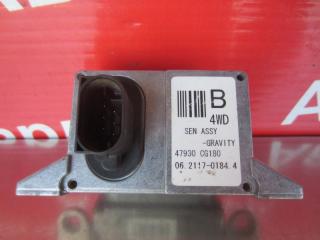 B
4WD
SEN ASSY
-GRAVITY
47930 CG180
06.2117-0184.4